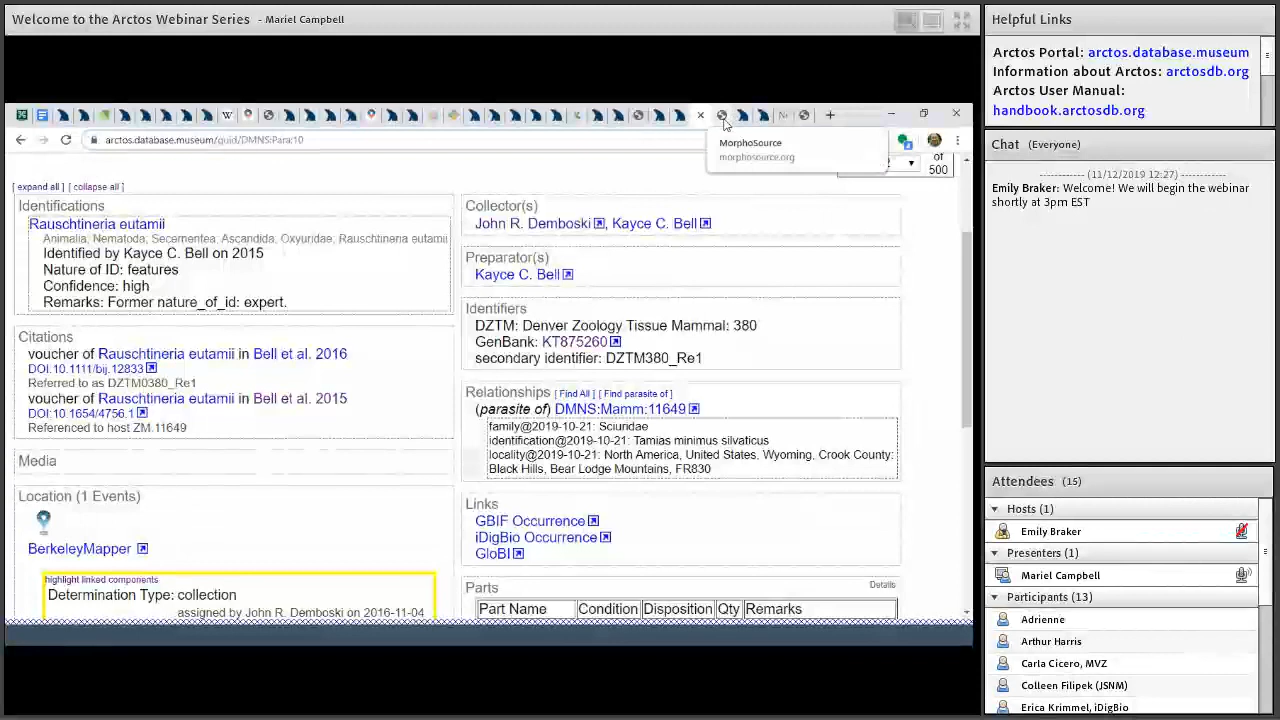 Welcome to the Arctos Webinar Series - Mariel Campbell
arctos.database.museum/guid/DMNS:Para:10
MorphoSource
morphosource.org
of
500
[ expand all ] [ collapse all ]
Identifications
Rauschtineria eutamii
Animalia, Nematoda, Secernentea, Ascaridida, Oxyuridae, Rauschtineria eutamii
Identified by Kayce C. Bell on 2015
Nature of ID: features
Confidence: high
Remarks: Former nature_of_id: expert.
Citations
voucher of Rauschtineria eutamii in Bell et al. 2016
DOI:10.1111/bij.12833
Referred to as DZTM0380_Re1
voucher of Rauschtineria eutamii in Bell et al. 2015
DOI:10.1654/4756.1
Referenced to host ZM.11649
Media
Location (1 Events)
BerkeleyMapper
highlight linked components
Determination Type: collection
assigned by John R. Demboski on 2016-11-04
Collector(s)
John R. Demboski, Kayce C. Bell
Preparator(s)
Kayce C. Bell
Identifiers
DZTM: Denver Zoology Tissue Mammal: 380
GenBank: KT875260
secondary identifier: DZTM380_Re1
Relationships [ Find All ] [ Find parasite of ]
(parasite of) DMNS:Mamm:11649
family@2019-10-21: Sciuridae
identification@2019-10-21: Tamias minimus silvaticus
locality@2019-10-21: North America, United States, Wyoming, Crook County:
Black Hills, Bear Lodge Mountains, FR830
Links
GBIF Occurrence
iDigBio Occurrence
GloBI
Parts Details
Part Name Condition Disposition Qty Remarks
Helpful Links
Arctos Portal: arctos.database.museum
Information about Arctos: arctosdb.org
Arctos User Manual:
handbook.arctosdb.org
Chat (Everyone)
------------ (11/12/2019 12:27) ------------
Emily Braker: Welcome! We will begin the webinar
shortly at 3pm EST
Attendees (15)
Hosts (1)
Emily Braker
Presenters (1)
Mariel Campbell
Participants (13)
Adrienne
Arthur Harris
Carla Cicero, MVZ
Colleen Filipek (JSNM)
Erica Krimmel, iDigBio